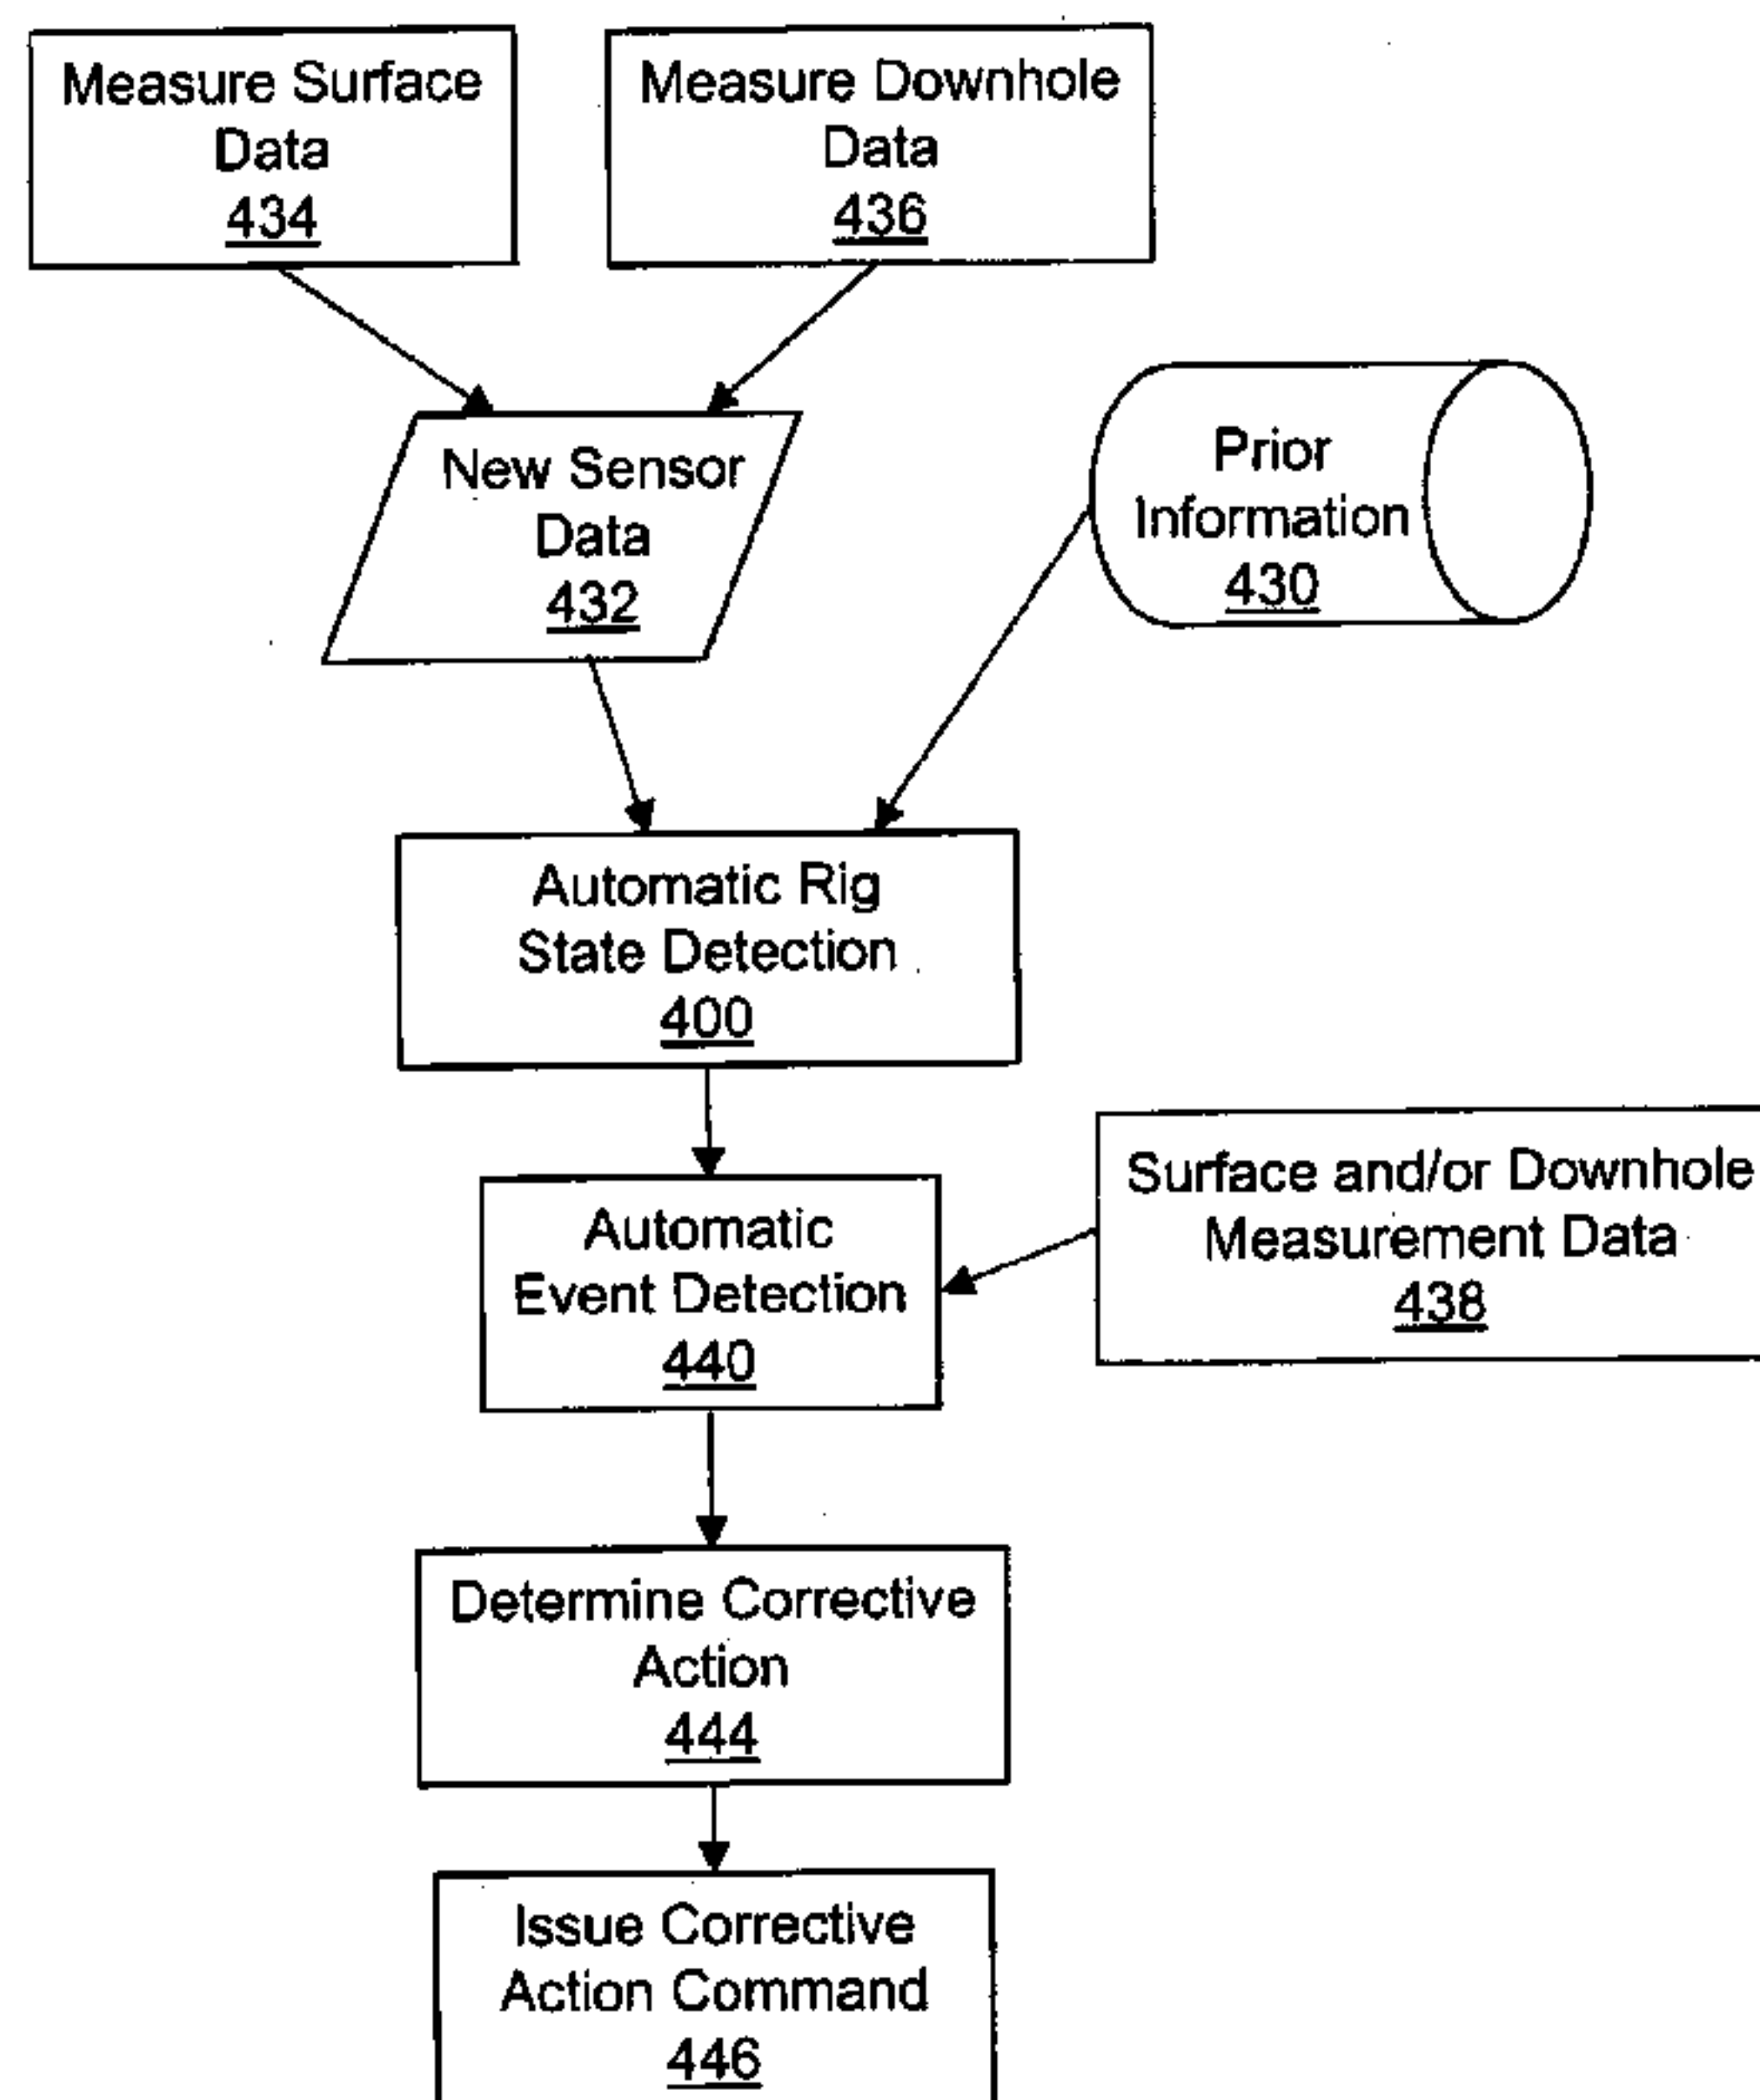 Measure Surface
Data
434
Measure Downhole
Data
436
New Sensor
Data
432
Prior
Information
430
Automatic Rig
State Detection
400
Automatic
Event Detection
440
Surface and/or Downhole
Measurement Data
438
Determine Corrective
Action
444
Issue Corrective
Action Command
446